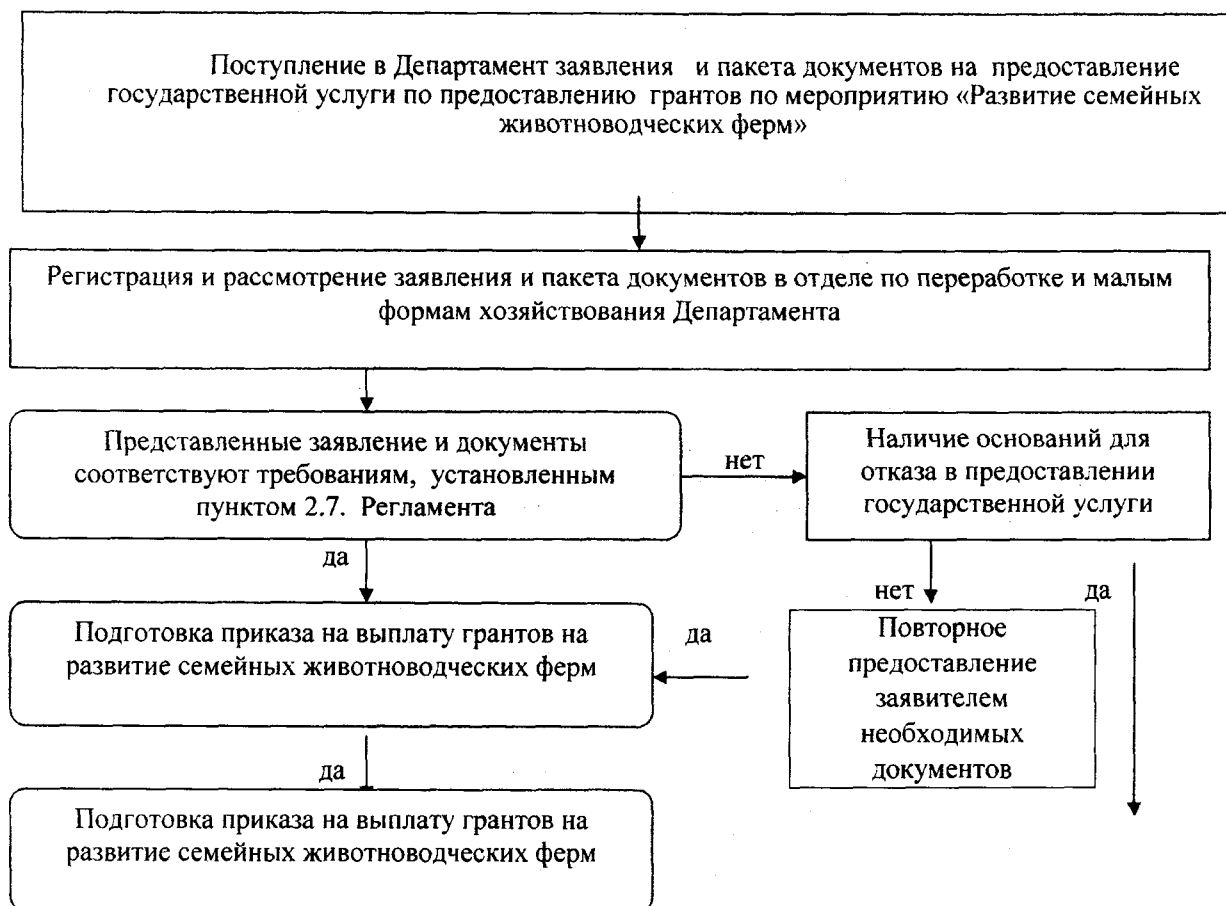 Поступление в Департамент заявления и пакета документов на предоставление
государственной услуги по предоставлению грантов по мероприятию «Развитие семейных
животноводческих ферм»
Регистрация и рассмотрение заявления и пакета документов в отделе по переработке и малым
формам хозяйствования Департамента
Представленные заявление и документы
соответствуют требованиям, установленным
пунктом 2.7. Регламента
нет
Наличие оснований для
отказа в предоставлении
государственной услуги
да
нет
да
Подготовка приказа на выплату грантов на
развитие семейных животноводческих ферм
да
Повторное
предоставление
заявителем
необходимых
документов
да
Подготовка приказа на выплату грантов на
развитие семейных животноводческих ферм